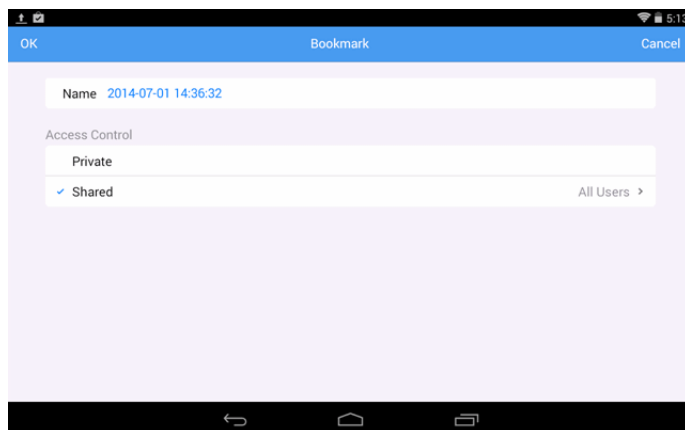 5:13
OK Bookmark Cancel
Name 2014-07-01 14:36:32
Access Control
Private
Shared All Users >